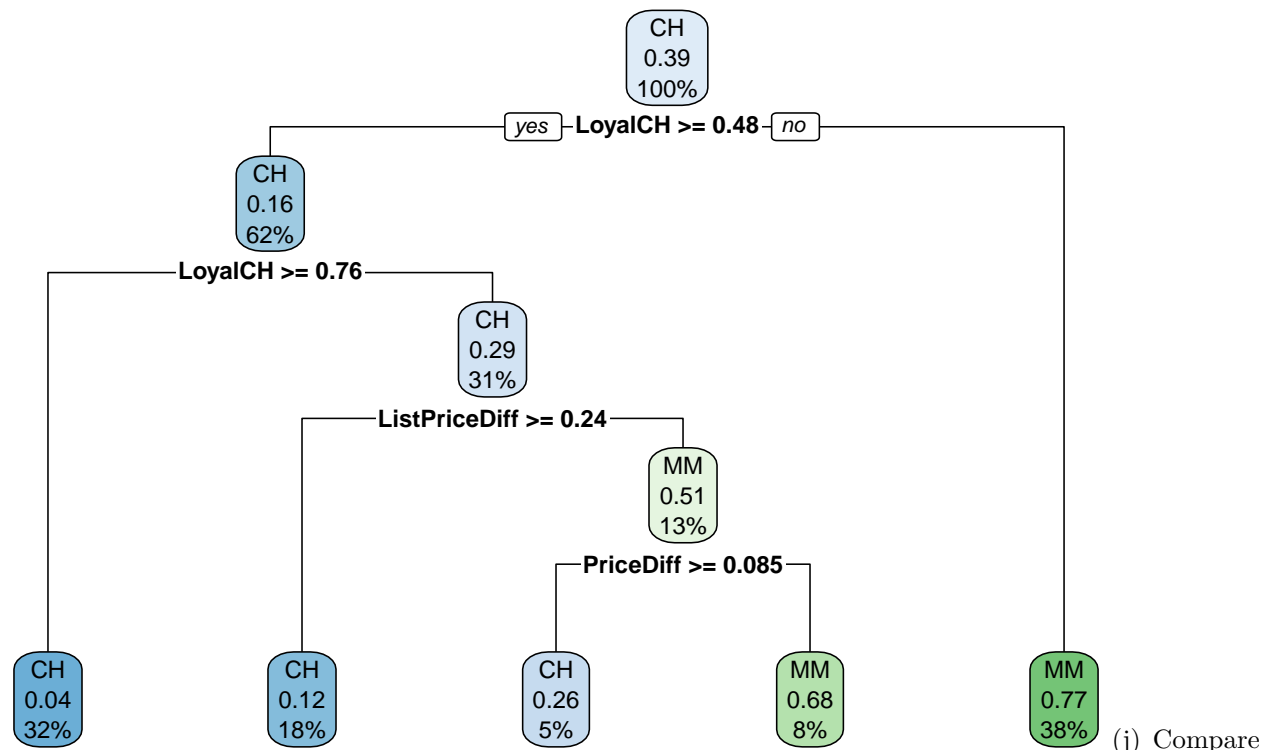 CH
0.39
100%
yes LoyalCH >= 0.48 no
CH
0.16
62%
LoyalCH >= 0.76
CH
0.29
31%
ListPriceDiff >= 0.24
MM
0.51
13%
PriceDiff >= 0.085
CH
0.04
32%
CH
0.12
18%
CH
0.26
5%
MM
0.68
8%
MM
0.77
38%
(j) Compare